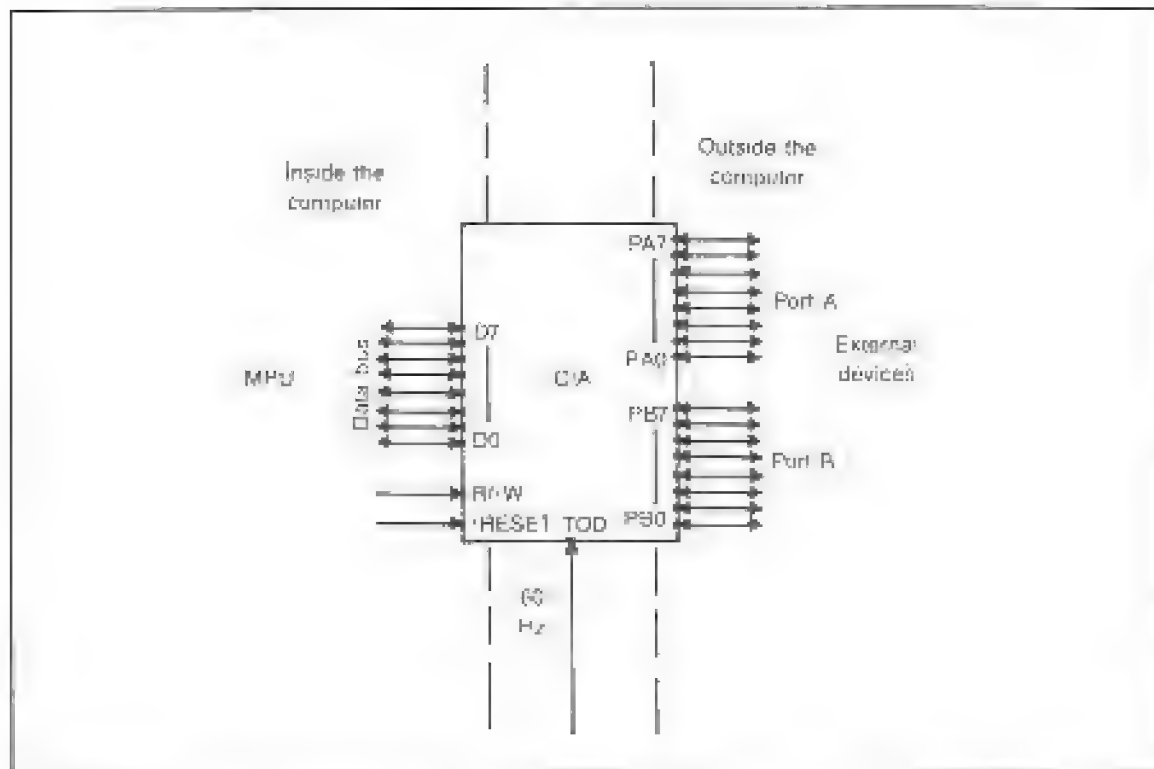 Inside the
computer
Outside the
computer
PA7
Port A
D7
Data bus
MPU
CIA
PA0
External
devices
PB7
D0
Port B
R/W
RESET TOD
PB0
60
Hz